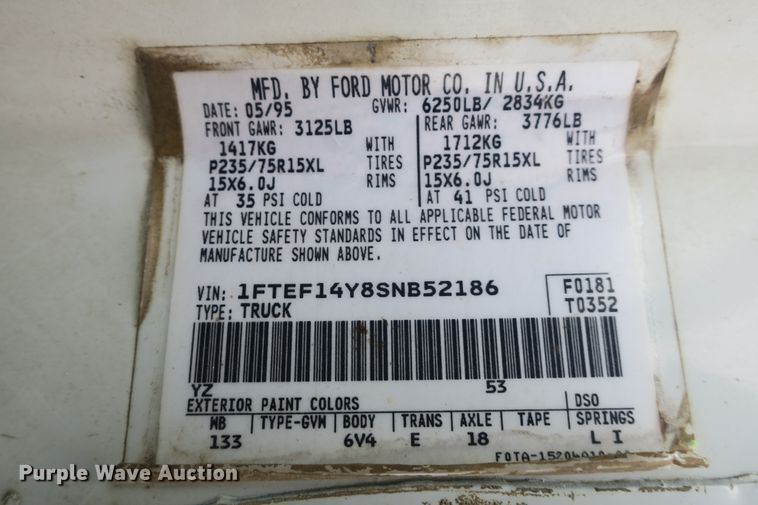 MFD. BY FORD MOTOR CO. IN U.S.A.
DATE: 05/95 GVWR: 6250LB/ 2834KG
FRONT GAWR: 3125LB REAR GAWR: 3776LB
1417KG WITH 1712KG WITH
P235/75R15XL TIRES P235/75R15XL TIRES
15X6.0J RIMS 15X6.0J RIMS
AT 35 PSI COLD AT 41 PSI COLD
THIS VEHICLE CONFORMS TO ALL APPLICABLE FEDERAL MOTOR
VEHICLE SAFETY STANDARDS IN EFFECT ON THE DATE OF
MANUFACTURE SHOWN ABOVE.
VIN: 1FTEF14Y8SNB52186 F0181
TYPE: TRUCK T0352
YZ 53
EXTERIOR PAINT COLORS DSO
WB TYPE-GVW BODY TRANS AXLE TAPE SPRINGS
133 6V4 E 18 L I
Purple Wave Auction